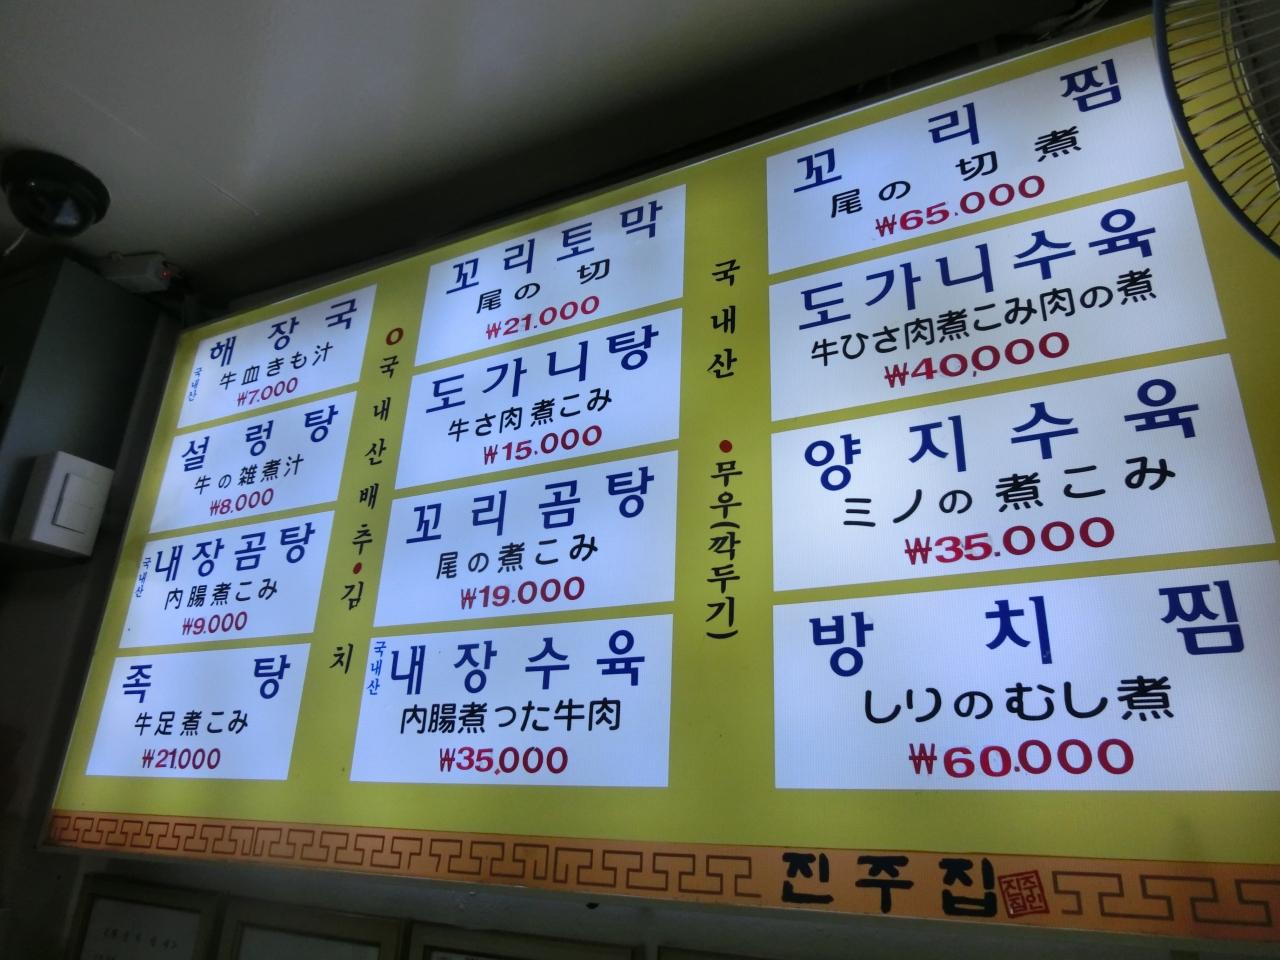 해장국
국내산
牛血きも汁
₩7.000
설렁탕
牛の雑煮汁
₩8.000
국내산
내장곰탕
内腸煮こみ
₩9.000
족탕
牛足煮こみ
₩21.000
국내산배추•김치
꼬리토막
尾の切
₩21.000
도가니탕
牛さ肉煮こみ
₩15.000
꼬리곰탕
尾の煮こみ
₩19.000
국내산
내장수육
内腸煮つた牛肉
₩35,000
국내산•무우(깍두기)
꼬리찜
尾の切煮
₩65.000
도가니수육
牛ひさ肉煮こみ肉の煮
₩40,000
양지수육
ミノの煮こみ
₩35.000
방치찜
しりのむし煮
₩60.000
진주집